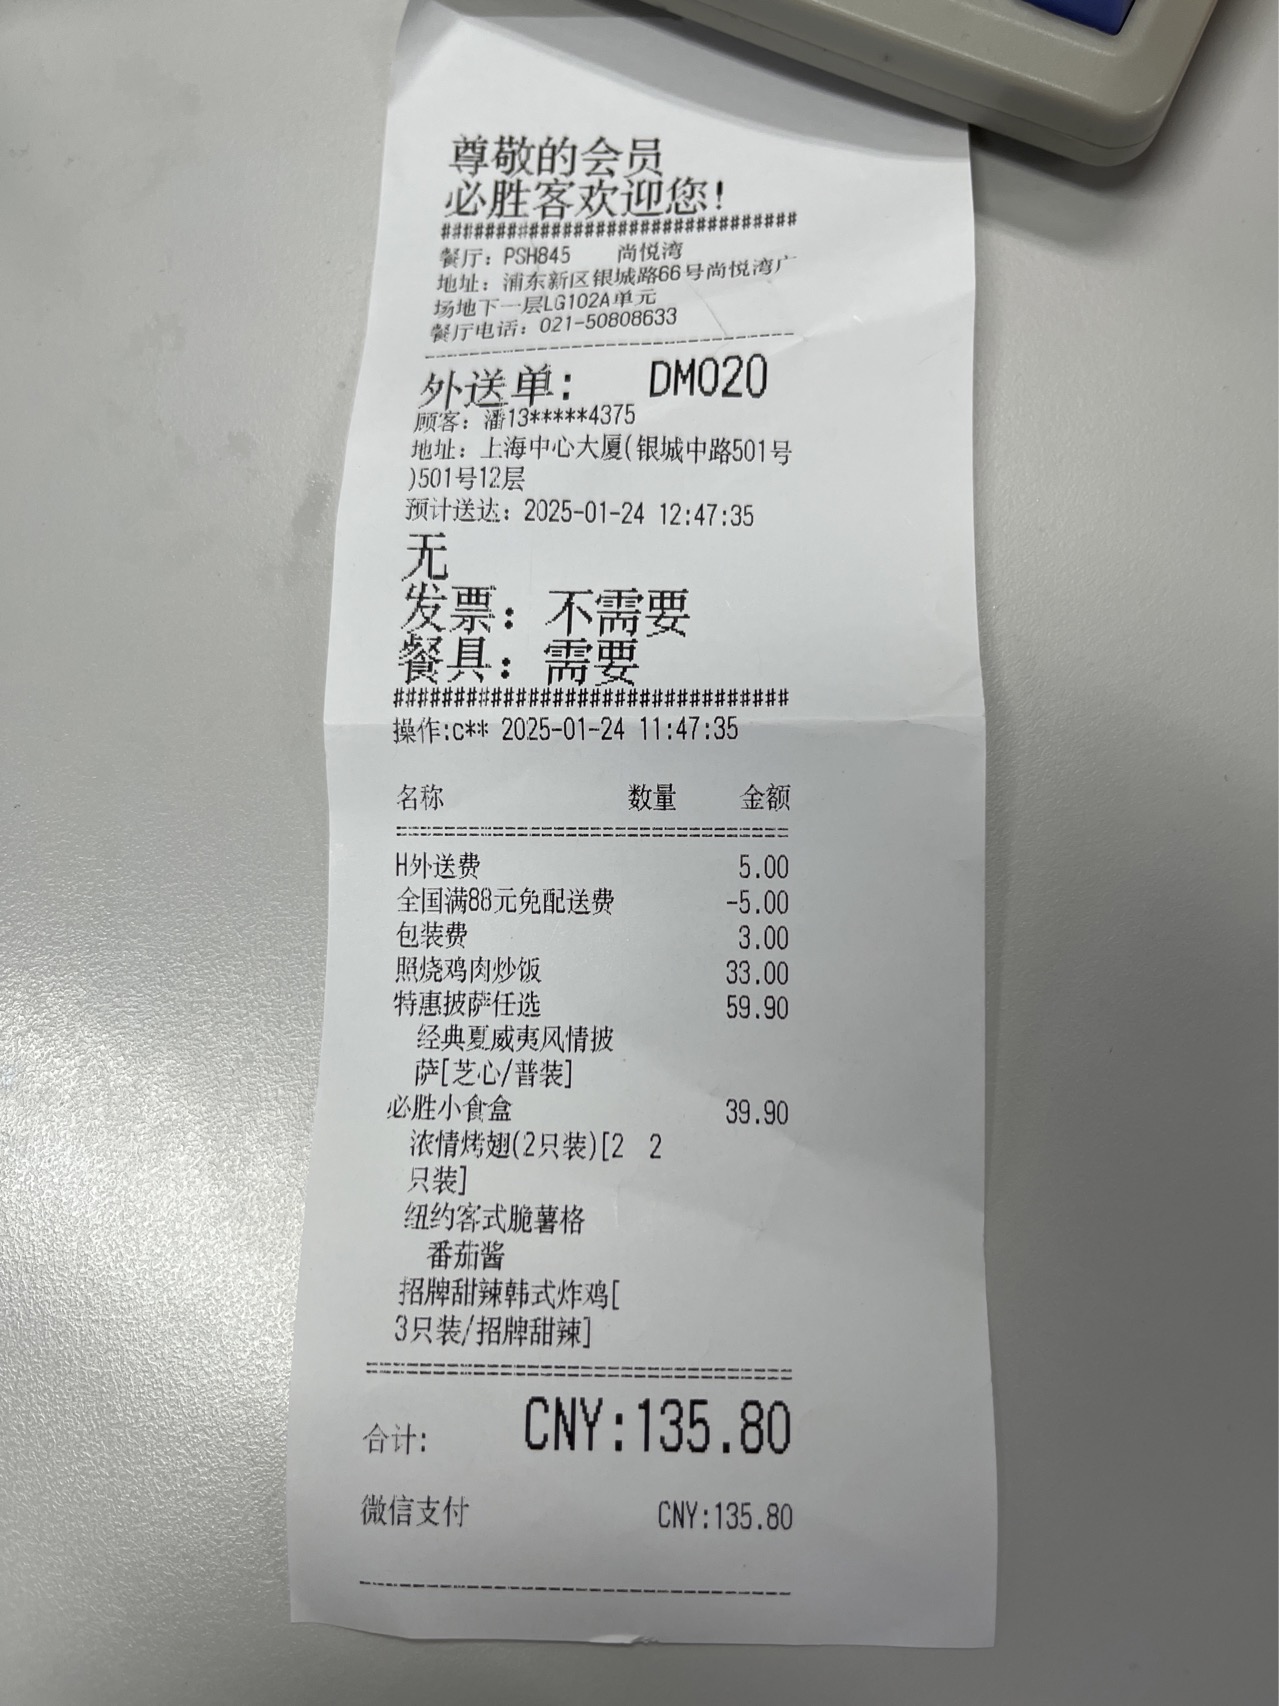 尊敬的会员
必胜客欢迎您!
################################
餐厅: PSH845 尚悦湾
地址: 浦东新区银城路66号尚悦湾广
场地下一层LG102A单元
餐厅电话: 021-50808633
--------------------------------
外送单: DM020
顾客: 潘13*****4375
地址: 上海中心大厦(银城中路501号
)501号12层
预计送达: 2025-01-24 12:47:35
无
发票: 不需要
餐具: 需要
################################
操作:c** 2025-01-24 11:47:35
名称 数量 金额
================================
H外送费 5.00
全国满88元免配送费 -5.00
包装费 3.00
照烧鸡肉炒饭 33.00
特惠披萨任选 59.90
经典夏威夷风情披
萨[芝心/普装]
必胜小食盒 39.90
浓情烤翅(2只装)[2 2
只装]
纽约客式脆薯格
番茄酱
招牌甜辣韩式炸鸡[
3只装/招牌甜辣]
================================
合计: CNY:135.80
微信支付 CNY:135.80
--------------------------------